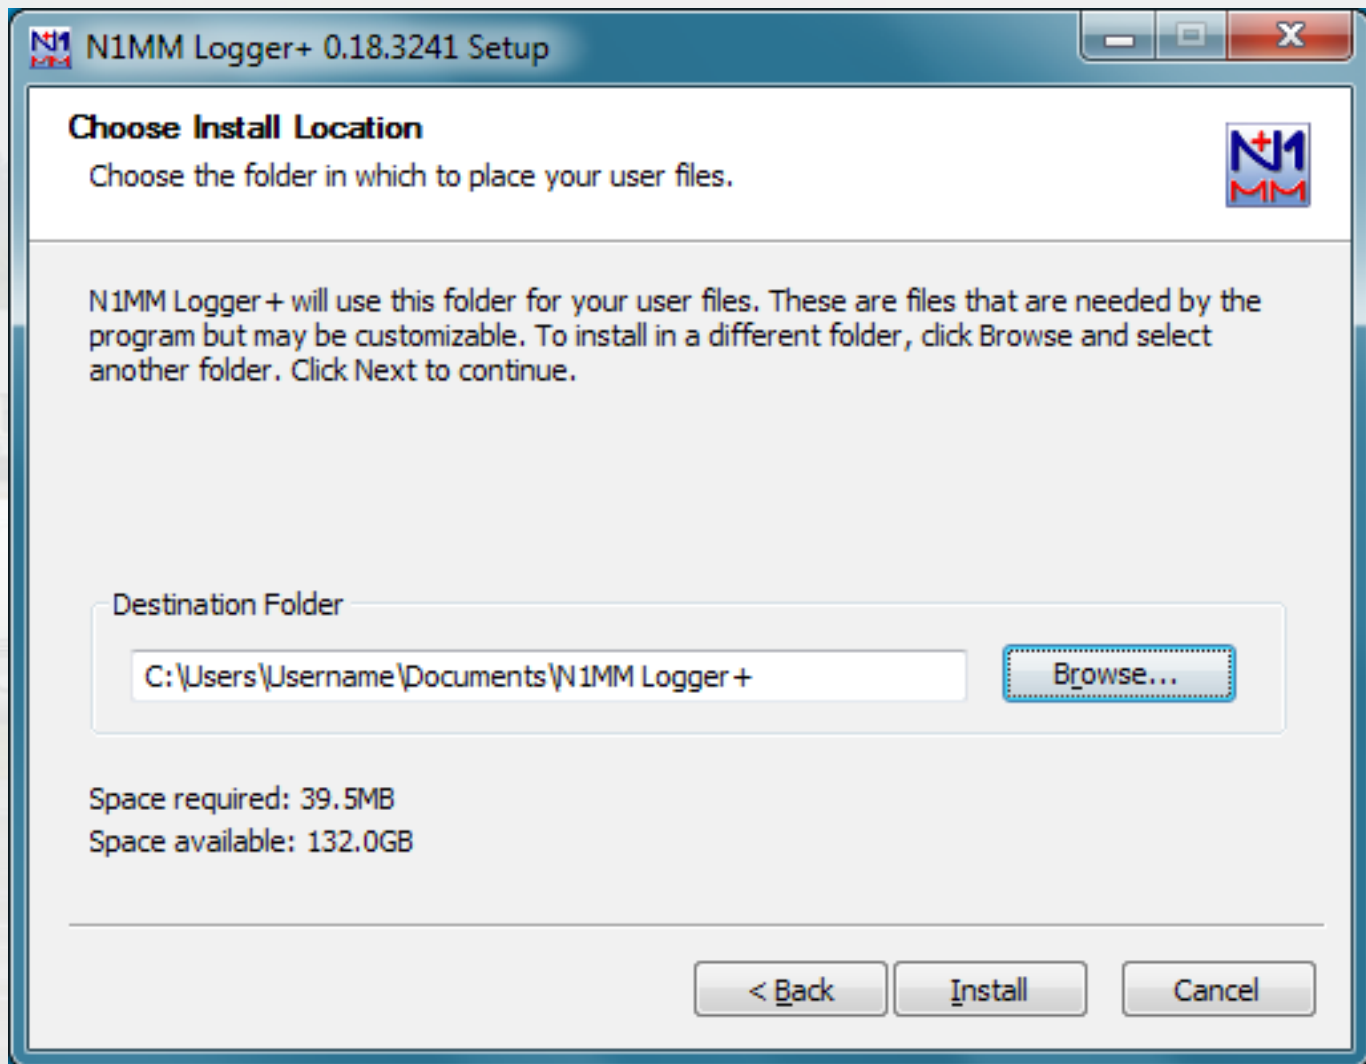 N1MM Logger+ 0.18.3241 Setup
Choose Install Location
Choose the folder in which to place your user files.
N1
MM
N1MM Logger+ will use this folder for your user files. These are files that are needed by the
program but may be customizable. To install in a different folder, click Browse and select
another folder. Click Next to continue.
Destination Folder
C:\Users\Username\Documents\N1MM Logger+
Browse...
Space required: 39.5MB
Space available: 132.0GB
< Back
Install
Cancel